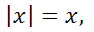 |x| = x,